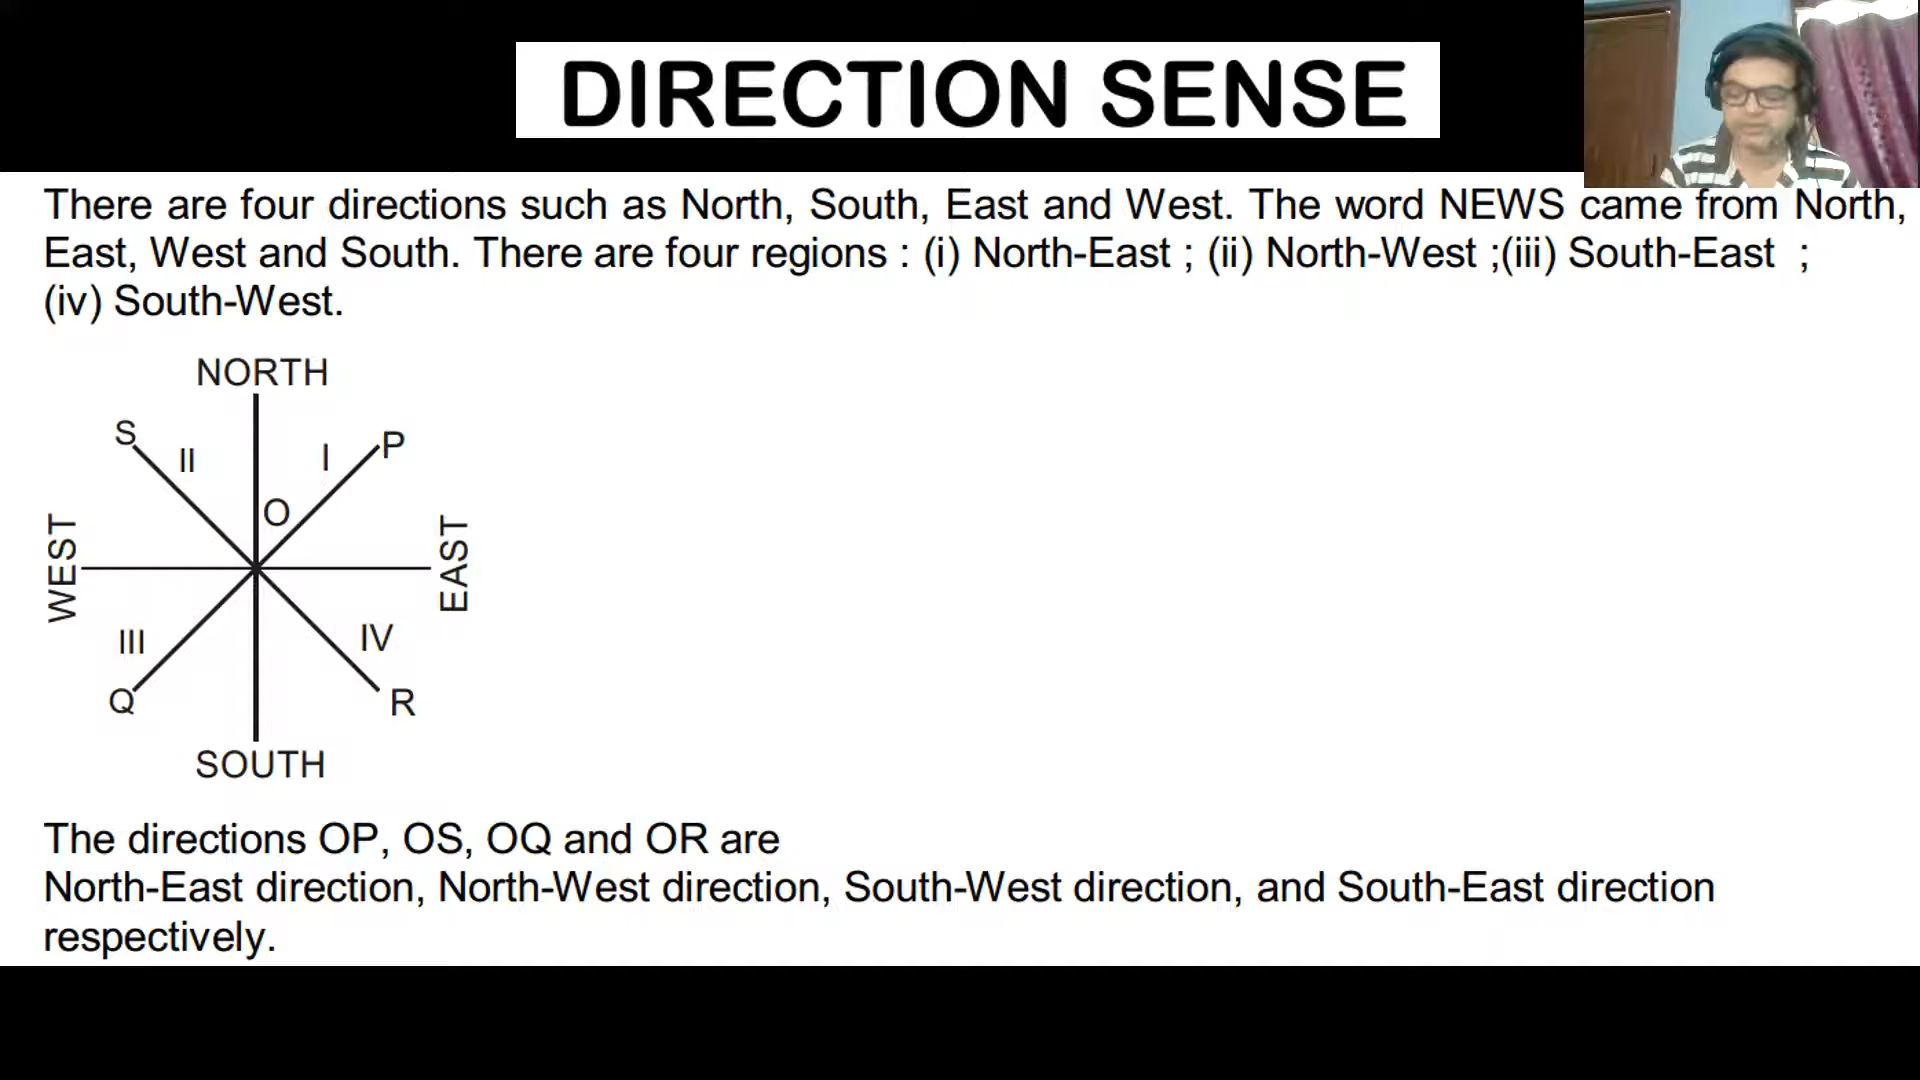 DIRECTION SENSE
There are four directions such as North, South, East and West. The word NEWS came from North,
East, West and South. There are four regions : (i) North-East ; (ii) North-West ;(iii) South-East ;
(iv) South-West.
NORTH
S
II
I
P
O
WEST
EAST
III
IV
Q
R
SOUTH
The directions OP, OS, OQ and OR are
North-East direction, North-West direction, South-West direction, and South-East direction
respectively.